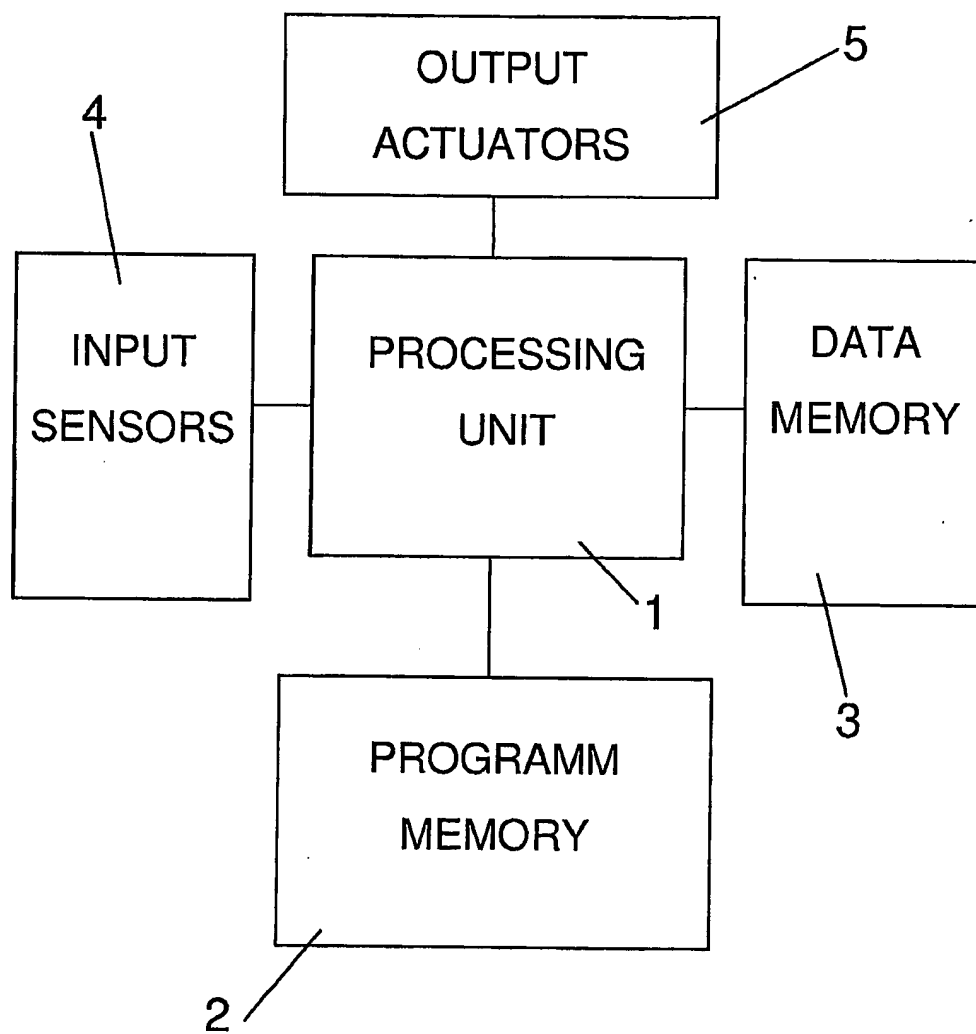 OUTPUT
ACTUATORS
5
4
INPUT
SENSORS
PROCESSING
UNIT
DATA
MEMORY
1
3
PROGRAMM
MEMORY
2